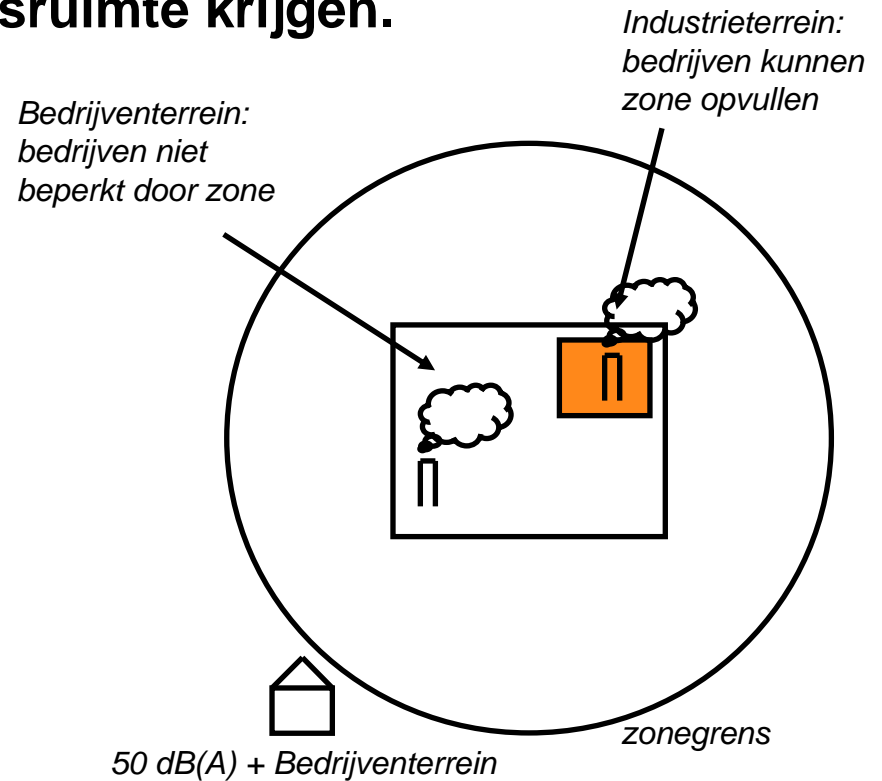 sruimte krijgen.
Industrieterrein:
bedrijven kunnen
zone opvullen
Bedrijventerrein:
bedrijven niet
beperkt door zone
zonegrens
50 dB(A) + Bedrijventerrein